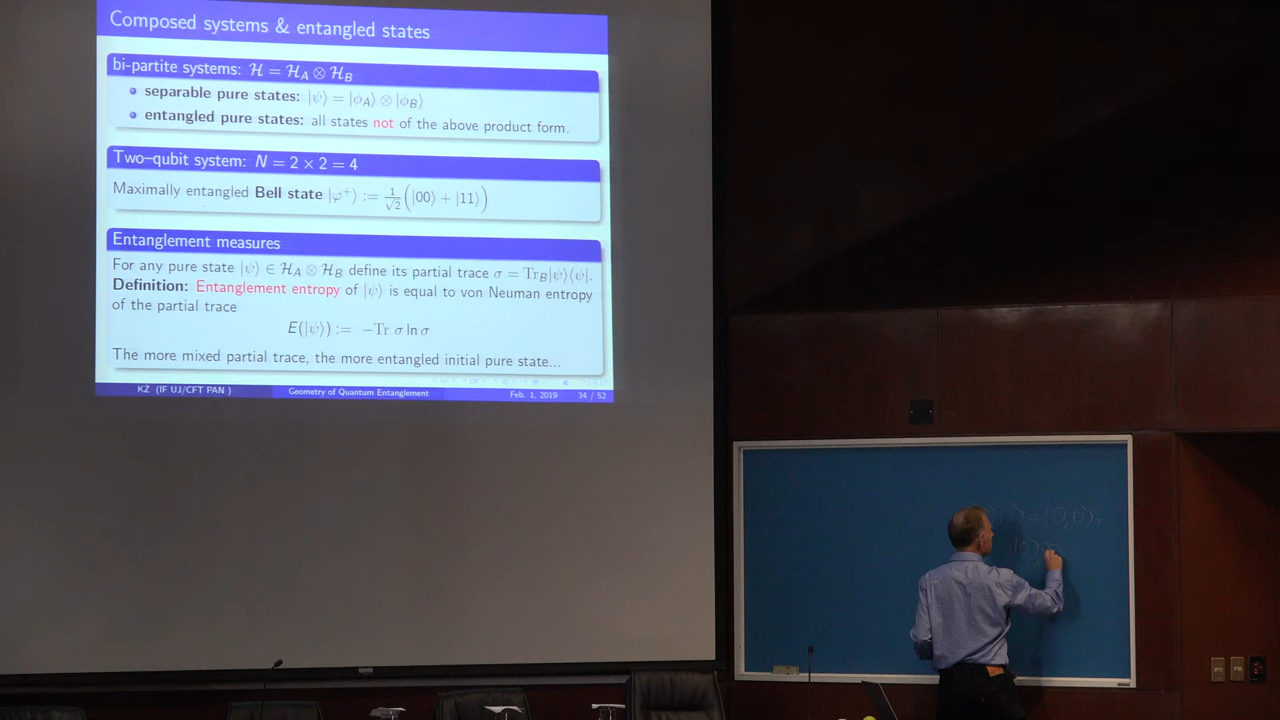 Composed systems & entangled states
bi-partite systems: ℋ = ℋ_A ⊗ ℋ_B
separable pure states: |ψ⟩ = |ϕ_A⟩ ⊗ |ϕ_B⟩
entangled pure states: all states not of the above product form.
Two–qubit system: N = 2 × 2 = 4
Maximally entangled Bell state |φ⁺⟩ := 1/√2 (|00⟩ + |11⟩)
Entanglement measures
For any pure state |ψ⟩ ∈ ℋ_A ⊗ ℋ_B define its partial trace σ = Tr_B|ψ⟩⟨ψ|.
Definition: Entanglement entropy of |ψ⟩ is equal to von Neuman entropy
of the partial trace
E(|ψ⟩) := −Tr σ ln σ
The more mixed partial trace, the more entangled initial pure state...
KŻ (IF UJ/CFT PAN ) Geometry of Quantum Entanglement Feb. 1, 2019 34 / 52
= |0,0⟩ =
|0⟩